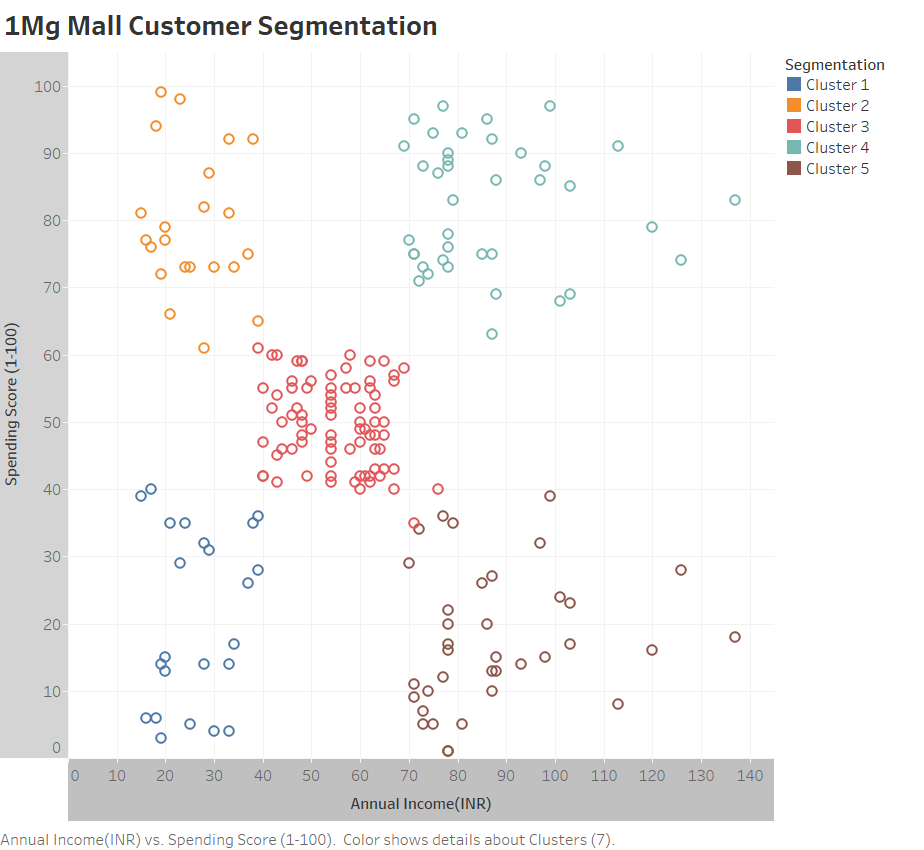 1Mg Mall Customer Segmentation
Segmentation
Cluster 1
Cluster 2
Cluster 3
Cluster 4
Cluster 5
Spending Score (1-100)
100
90
80
70
60
50
40
30
20
10
0
0 10 20 30 40 50 60 70 80 90 100 110 120 130 140
Annual Income(INR)
Annual Income(INR) vs. Spending Score (1-100). Color shows details about Clusters (7).